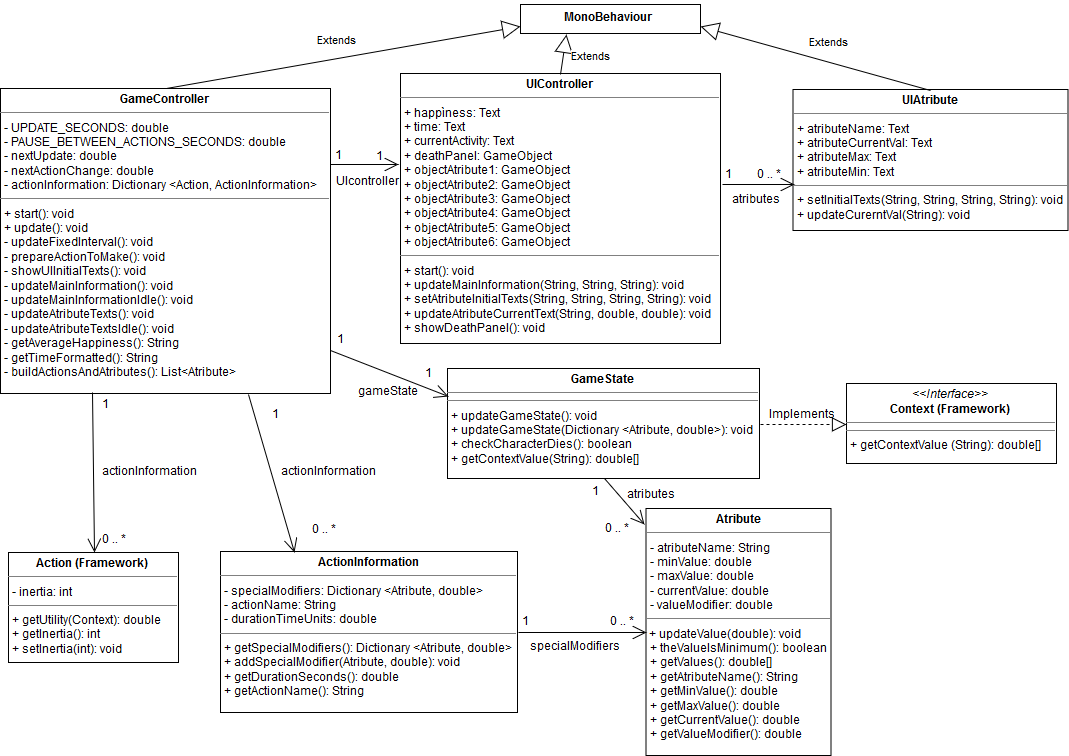 MonoBehaviour
Extends
Extends
Extends
GameController
- UPDATE_SECONDS: double
- PAUSE_BETWEEN_ACTIONS_SECONDS: double
- nextUpdate: double
- nextActionChange: double
- actionInformation: Dictionary <Action, ActionInformation>
+ start(): void
+ update(): void
- updateFixedInterval(): void
- prepareActionToMake(): void
- showUIInitialTexts(): void
- updateMainInformation(): void
- updateMainInformationIdle(): void
- updateAtributeTexts(): void
- updateAtributeTextsIdle(): void
- getAverageHappiness(): String
- getTimeFormatted(): String
- buildActionsAndAtributes(): List<Atribute>
1
1
UIcontroller
UIController
+ happiness: Text
+ time: Text
+ currentActivity: Text
+ deathPanel: GameObject
+ objectAtribute1: GameObject
+ objectAtribute2: GameObject
+ objectAtribute3: GameObject
+ objectAtribute4: GameObject
+ objectAtribute5: GameObject
+ objectAtribute6: GameObject
+ start(): void
+ updateMainInformation(String, String, String): void
+ setAtributeInitialTexts(String, String, String, String): void
+ updateAtributeCurrentText(String, double, double): void
+ showDeathPanel(): void
1
0 .. *
atributes
UIAtribute
+ atributeName: Text
+ atributeCurrentVal: Text
+ atributeMax: Text
+ atributeMin: Text
+ setInitialTexts(String, String, String, String): void
+ updateCurerntVal(String): void
1
1
gameState
GameState
+ updateGameState(): void
+ updateGameState(Dictionary <Atribute, double>): void
+ checkCharacterDies(): boolean
+ getContextValue(String): double[]
Implements
<<Interface>>
Context (Framework)
+ getContextValue (String): double[]
1
actionInformation
0 .. *
1
actionInformation
0 .. *
1
atributes
0 .. *
Action (Framework)
- inertia: int
+ getUtility(Context): double
+ getInertia(): int
+ setInertia(int): void
ActionInformation
- specialModifiers: Dictionary <Atribute, double>
- actionName: String
- durationTimeUnits: double
+ getSpecialModifiers(): Dictionary <Atribute, double>
+ addSpecialModifier(Atribute, double): void
+ getDurationSeconds(): double
+ getActionName(): String
1
0 .. *
specialModifiers
Atribute
- atributeName: String
- minValue: double
- maxValue: double
- currentValue: double
- valueModifier: double
+ updateValue(double): void
+ theValueIsMinimum(): boolean
+ getValues(): double[]
+ getAtributeName(): String
+ getMinValue(): double
+ getMaxValue(): double
+ getCurrentValue(): double
+ getValueModifier(): double